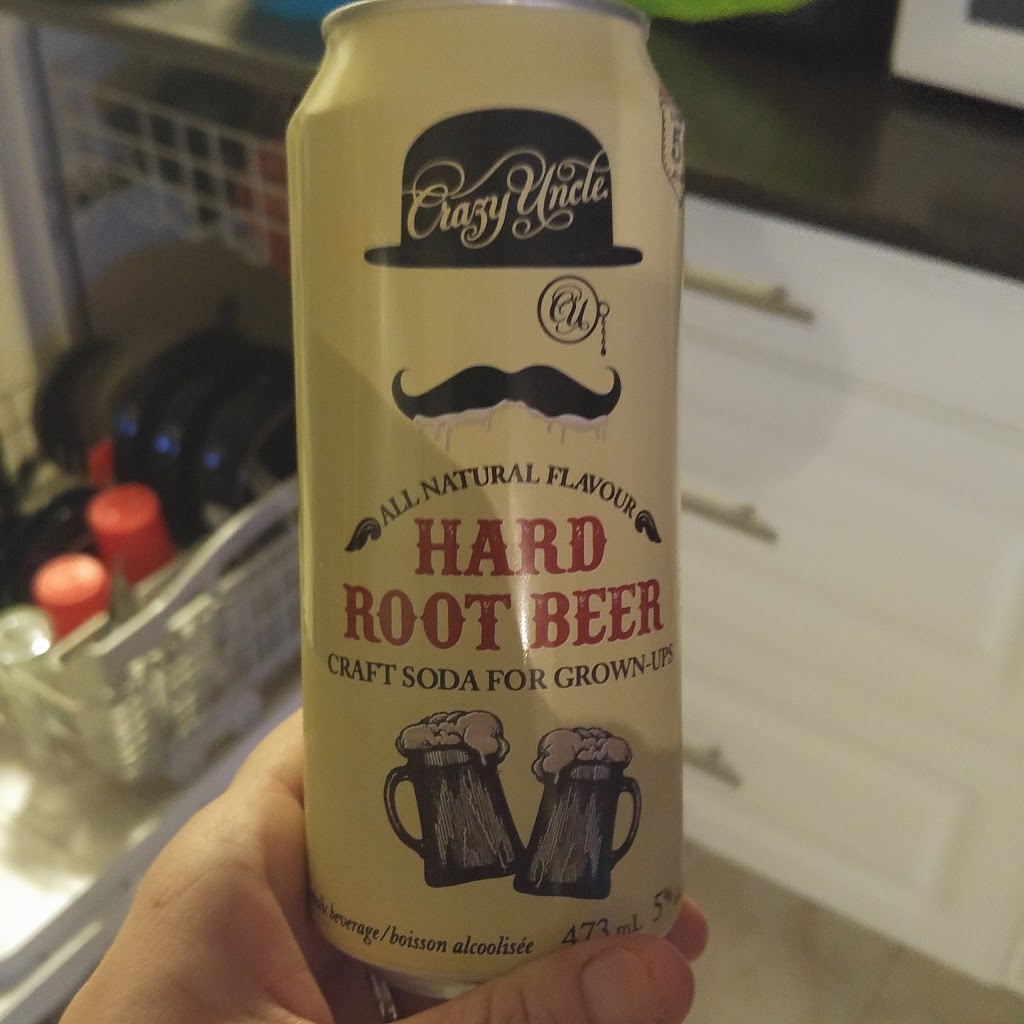 Crazy Uncle
CU
ALL NATURAL FLAVOUR
HARD
ROOT BEER
CRAFT SODA FOR GROWN-UPS
beverage/boisson alcoolisée
473 mL 5%